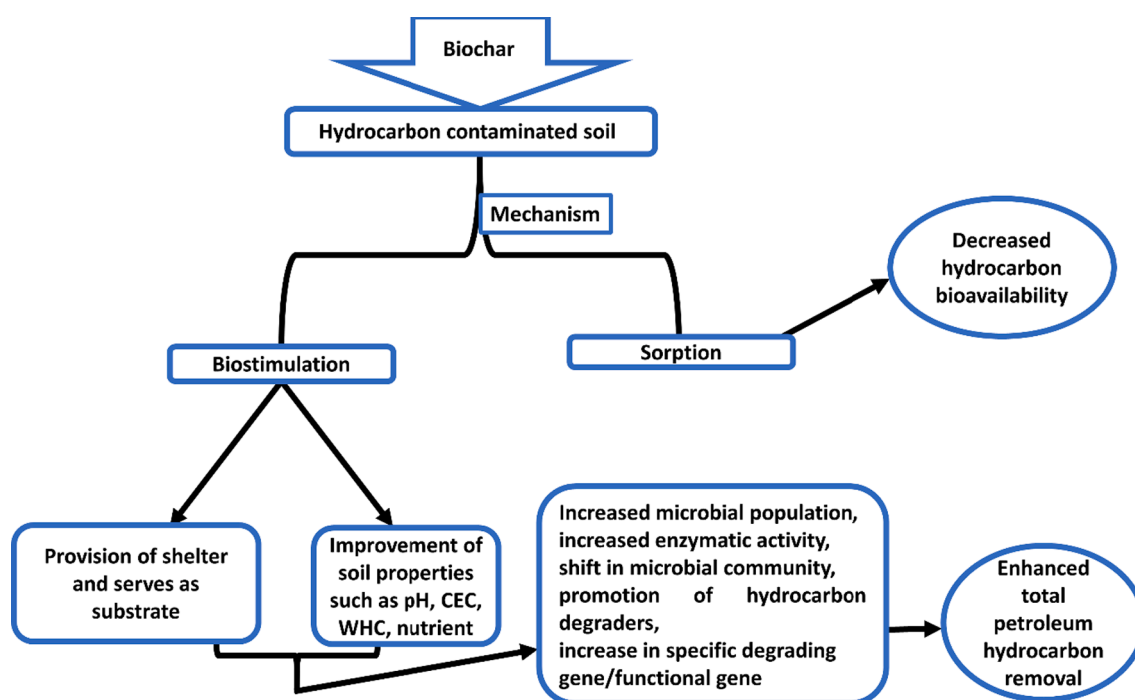 Biochar
Hydrocarbon contaminated soil
Mechanism
Decreased
hydrocarbon
bioavailability
Biostimulation
Sorption
Provision of shelter
and serves as
substrate
Improvement of
soil properties
such as pH, CEC,
WHC, nutrient
Increased microbial population,
increased enzymatic activity,
shift in microbial community,
promotion of hydrocarbon
degraders,
increase in specific degrading
gene/functional gene
Enhanced
total
petroleum
hydrocarbon
removal